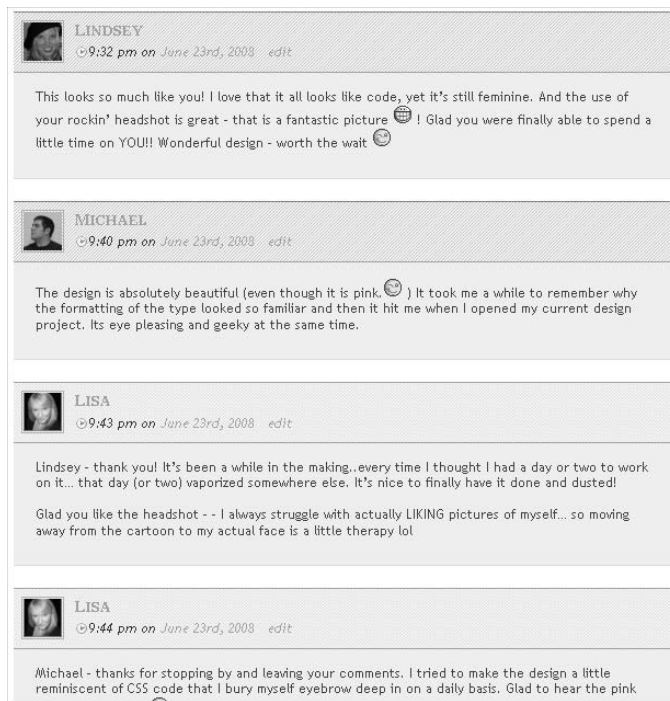 LINDSEY
9:32 pm on June 23rd, 2008 edit
This looks so much like you! I love that it all looks like code, yet it's still feminine. And the use of
your rockin' headshot is great - that is a fantastic picture ! Glad you were finally able to spend a
little time on YOU!! Wonderful design - worth the wait
MICHAEL
9:40 pm on June 23rd, 2008 edit
The design is absolutely beautiful (even though it is pink. ) It took me a while to remember why
the formatting of the type looked so familiar and then it hit me when I opened my current design
project. Its eye pleasing and geeky at the same time.
LISA
9:43 pm on June 23rd, 2008 edit
Lindsey - thank you! It's been a while in the making..every time I thought I had a day or two to work
on it... that day (or two) vaporized somewhere else. It's nice to finally have it done and dusted!
Glad you like the headshot - - I always struggle with actually LIKING pictures of myself... so moving
away from the cartoon to my actual face is a little therapy lol
LISA
9:44 pm on June 23rd, 2008 edit
Michael - thanks for stopping by and leaving your comments. I tried to make the design a little
reminiscent of CSS code that I bury myself eyebrow deep in on a daily basis. Glad to hear the pink